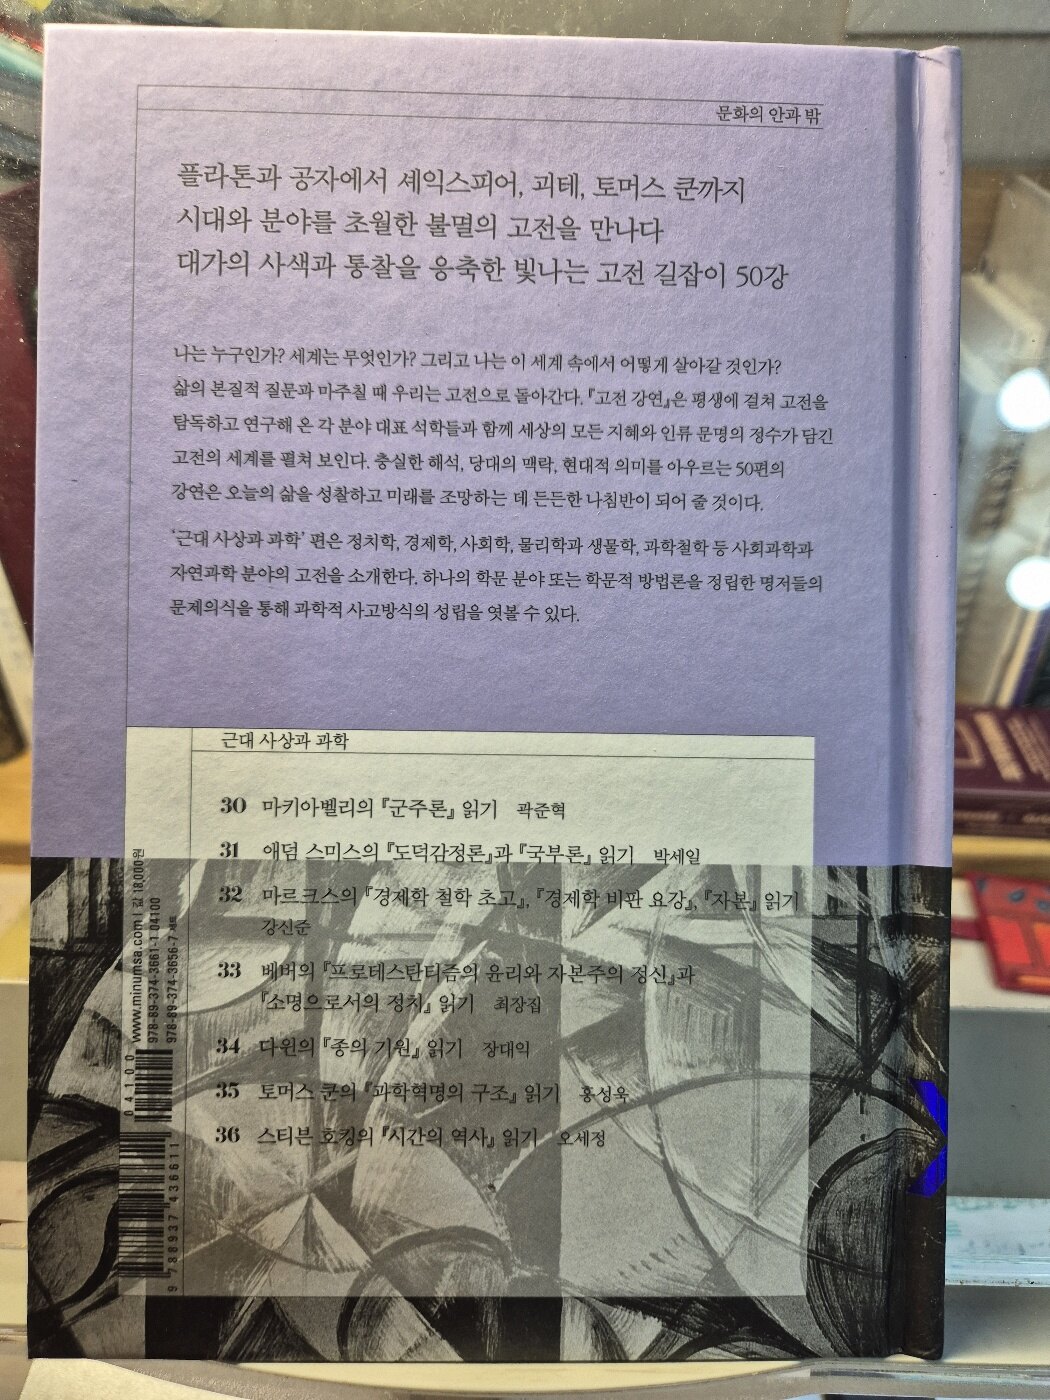 문화의 안과 밖
플라톤과 공자에서 셰익스피어, 괴테, 토머스 쿤까지
시대와 분야를 초월한 불멸의 고전을 만나다
대가의 사색과 통찰을 응축한 빛나는 고전 길잡이 50강
나는 누구인가? 세계는 무엇인가? 그리고 나는 이 세계 속에서 어떻게 살아갈 것인가?
삶의 본질적 질문과 마주칠 때 우리는 고전으로 돌아간다. 『고전 강연』은 평생에 걸쳐 고전을
탐독하고 연구해 온 각 분야 대표 석학들과 함께 세상의 모든 지혜와 인류 문명의 정수가 담긴
고전의 세계를 펼쳐 보인다. 충실한 해석, 당대의 맥락, 현대적 의미를 아우르는 50편의
강연은 오늘의 삶을 성찰하고 미래를 조망하는 데 든든한 나침반이 되어 줄 것이다.
'근대 사상과 과학' 편은 정치학, 경제학, 사회학, 물리학과 생물학, 과학철학 등 사회과학과
자연과학 분야의 고전을 소개한다. 하나의 학문 분야 또는 학문적 방법론을 정립한 명저들의
문제의식을 통해 과학적 사고방식의 성립을 엿볼 수 있다.
근대 사상과 과학
30 마키아벨리의 『군주론』 읽기 곽준혁
31 애덤 스미스의 『도덕감정론』과 『국부론』 읽기 박세일
32 마르크스의 『경제학 철학 초고』, 『경제학 비판 요강』, 『자본』 읽기
강신준
33 베버의 『프로테스탄티즘의 윤리와 자본주의 정신』과
『소명으로서의 정치』 읽기 최장집
34 다윈의 『종의 기원』 읽기 장대익
35 토머스 쿤의 『과학혁명의 구조』 읽기 홍성욱
36 스티븐 호킹의 『시간의 역사』 읽기 오세정
www.minumsa.com | 값 18,000원
978-89-374-3661-1 04100
978-89-374-3656-7 세트
04100
9 788937 436611